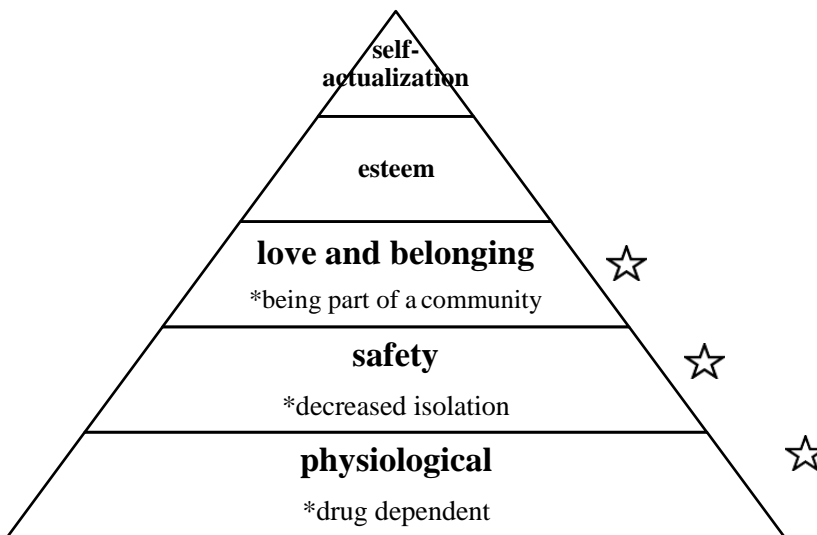 self-
actualization
esteem
love and belonging
*being part of a community
safety
*decreased isolation
physiological
*drug dependent